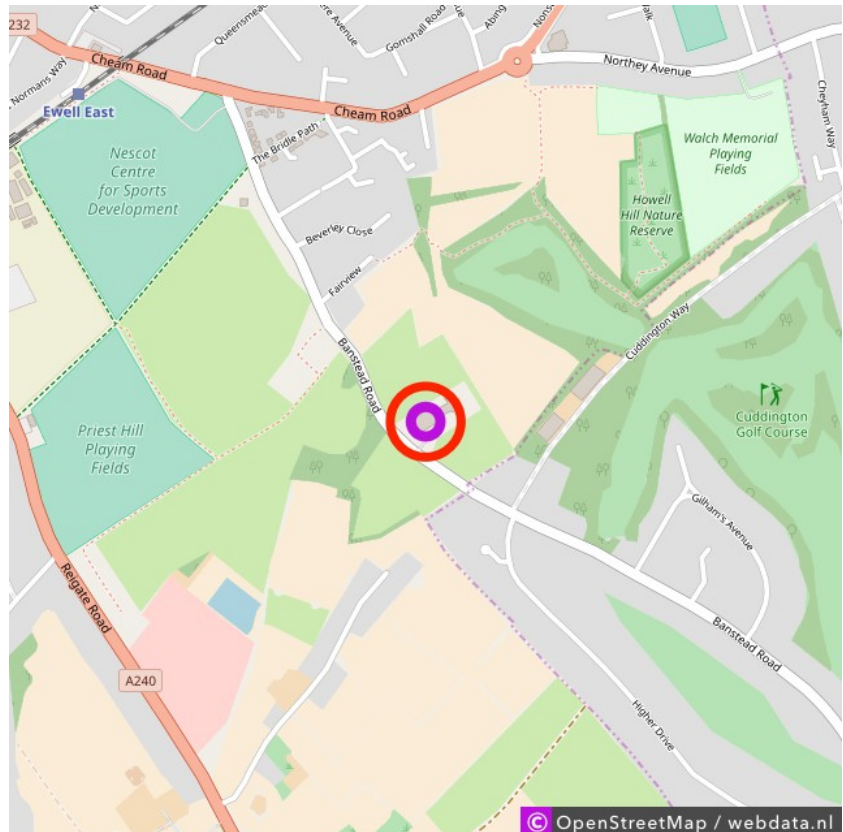 232
Normans Way
Queensmead
Gomshall Road
Abing
Nons
Walk
Cheam Road
Northey Avenue
Cheyham Way
Ewell East
Cheam Road
The Bridle Path
Walch Memorial
Playing
Fields
Nescot
Centre
for Sports
Development
Howell
Hill Nature
Reserve
Beverley Close
Fairview
Cuddington Way
Banstead Road
Cuddington
Golf Course
Priest Hill
Playing
Fields
Gilham's Avenue
Reigate Road
Banstead Road
A240
Higher Drive
© OpenStreetMap / webdata.nl